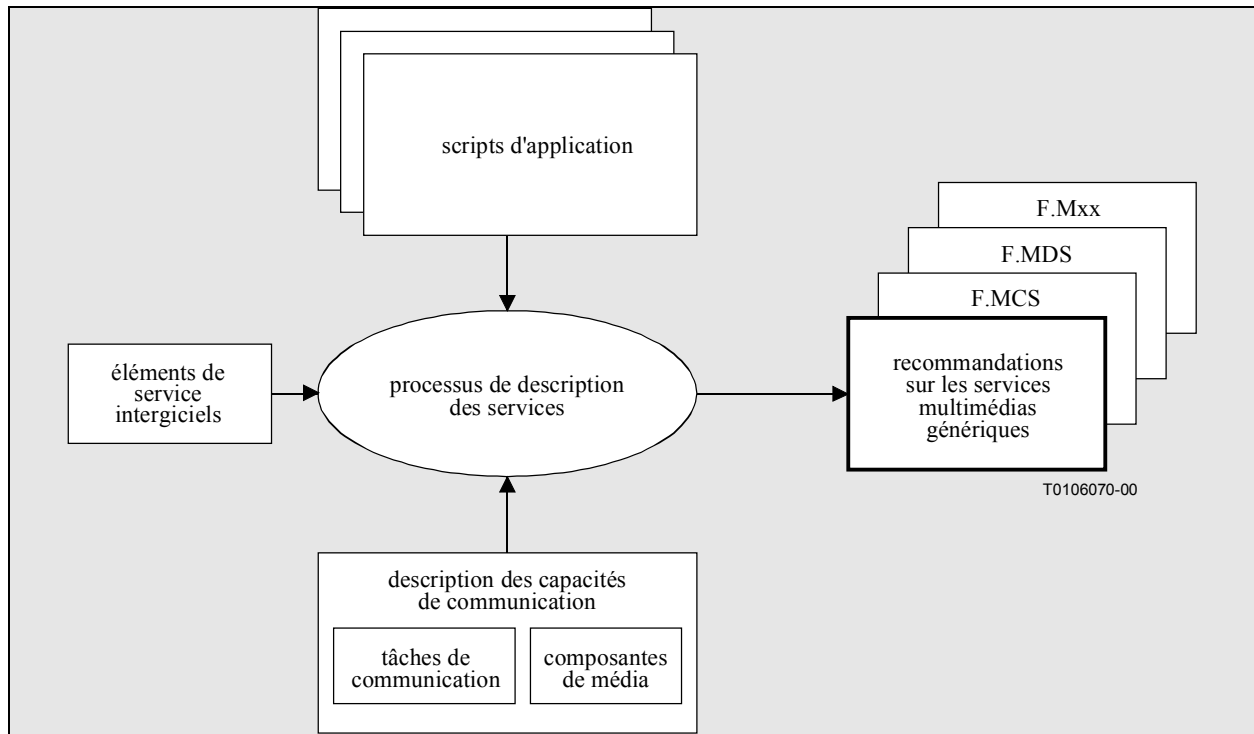 scripts d'application
F.Mxx
F.MDS
F.MCS
éléments de
service
intergiciels
processus de description
des services
recommandations
sur les services
multimédias
génériques
T0106070-00
description des capacités
de communication
tâches de
communication
composantes
de média